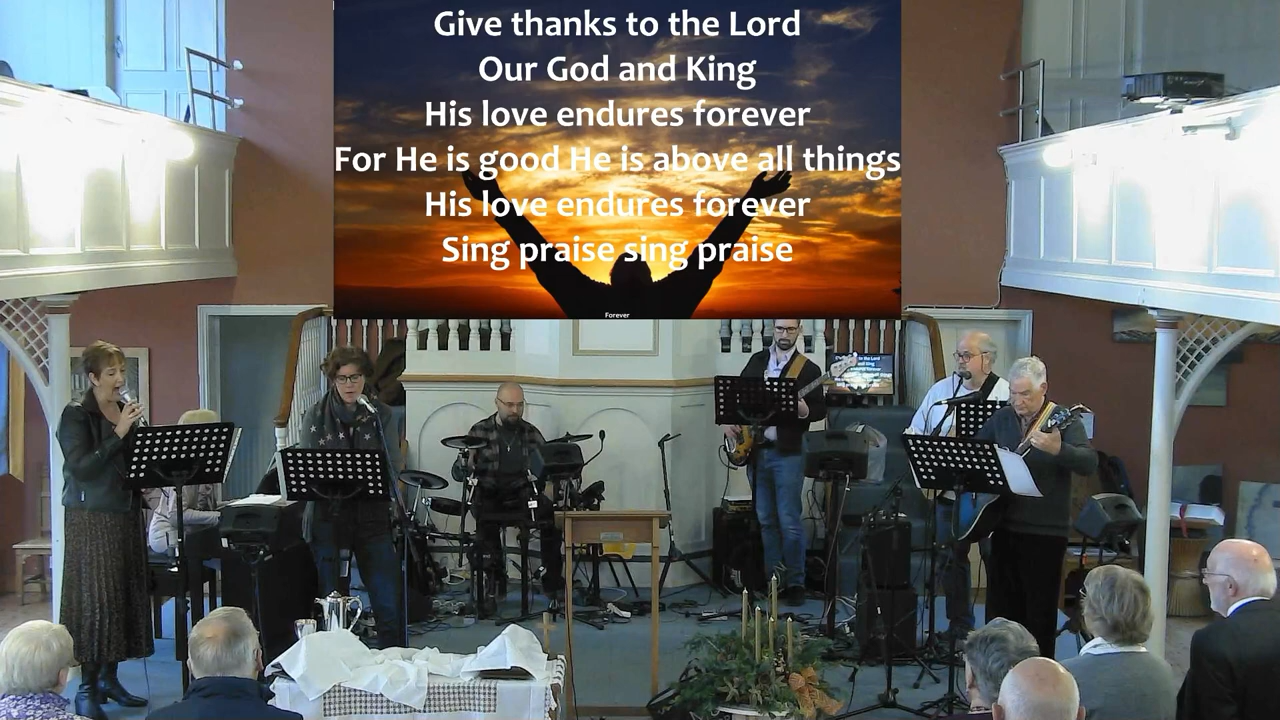 Give thanks to the Lord
Our God and King
His love endures forever
For He is good He is above all things
His love endures forever
Sing praise sing praise
Forever